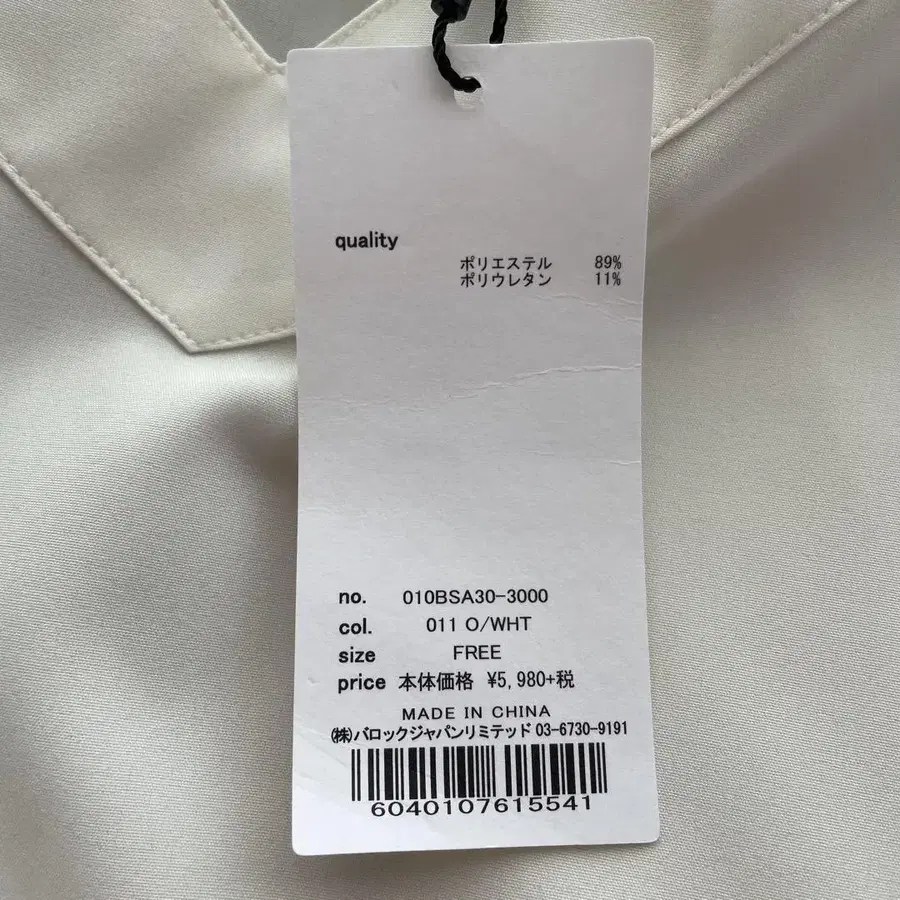 quality
ポリエステル 89%
ポリウレタン 11%
no. 010BSA30-3000
col. 011 O/WHT
size FREE
price 本体価格 ¥5,980+税
MADE IN CHINA
㈱バロックジャパンリミテッド 03-6730-9191
6040107615541